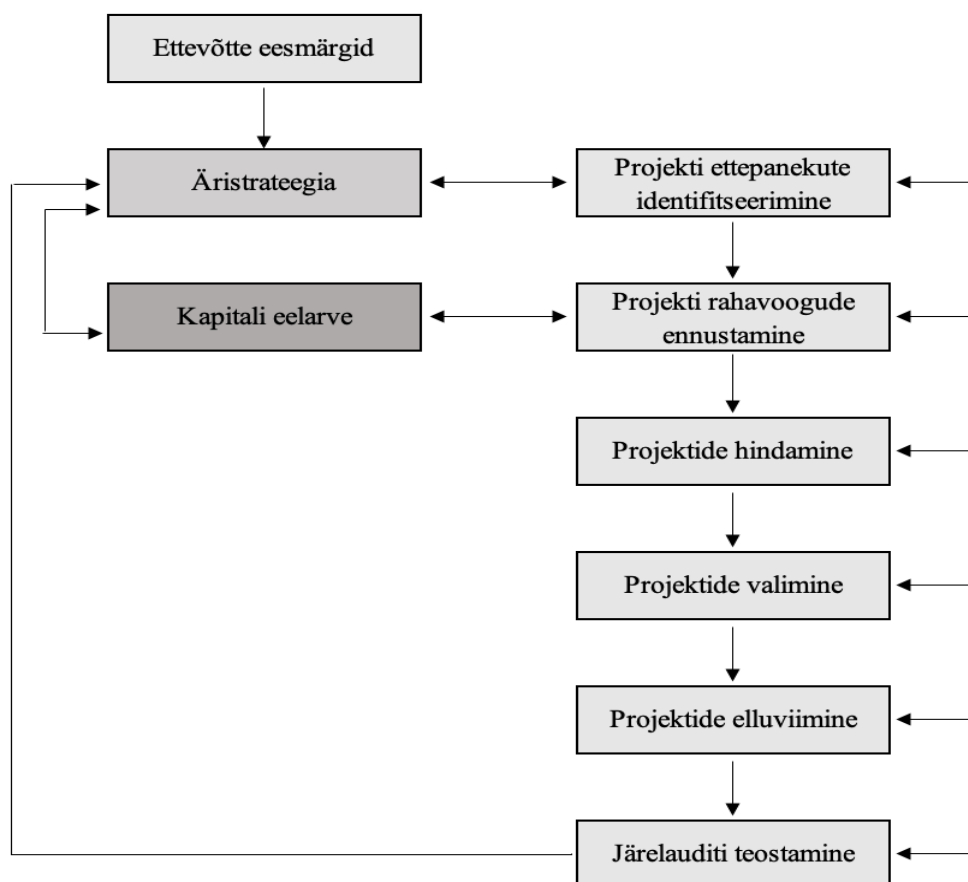 Ettevõtte eesmärgid
Äristrateegia
Projekti ettepanekute
identifitseerimine
Kapitali eelarve
Projekti rahavoogude
ennustamine
Projektide hindamine
Projektide valimine
Projektide elluviimine
Järelauditi teostamine